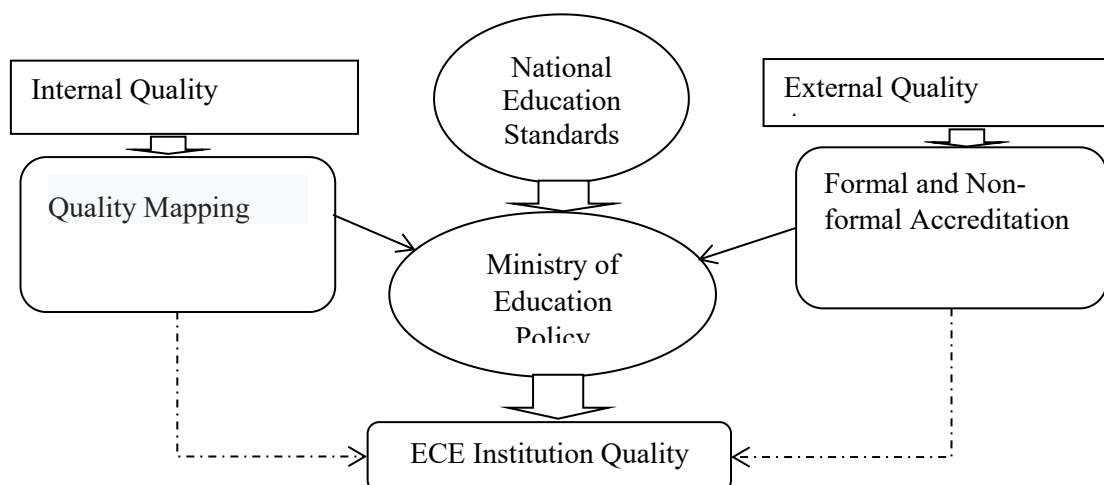 Internal Quality
National
Education
Standards
External Quality
Quality Mapping
Formal and Non-
formal Accreditation
Ministry of
Education
Policy
ECE Institution Quality